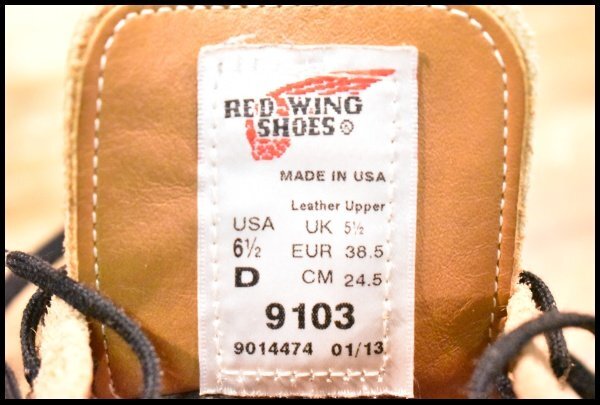 RED WING
SHOES®
MADE IN USA
Leather Upper
USA UK 5½
6½ EUR 38.5
D CM 24.5
9103
9014474 01/13